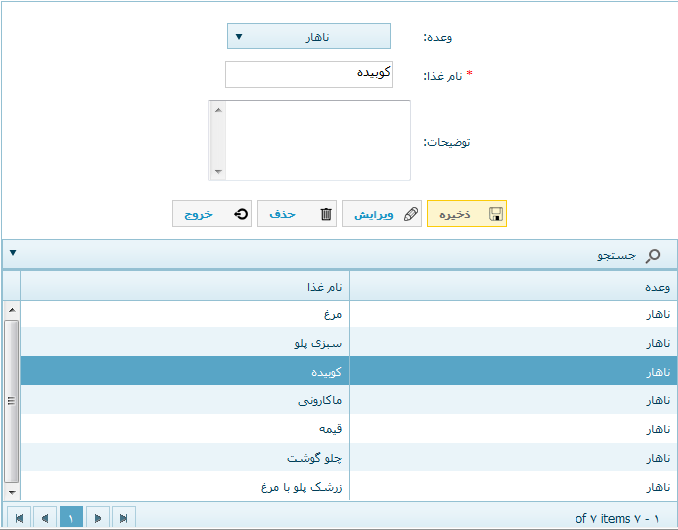 وعده: ناهار
* نام غذا: کوبیده
توضیحات:
ذخیره ویرایش حذف خروج
جستجو
وعده نام غذا
ناهار مرغ
ناهار سبزی پلو
ناهار کوبیده
ناهار ماکارونی
ناهار قیمه
ناهار چلو گوشت
ناهار زرشک پلو با مرغ
۱ - ۷ of ۷ items
۱